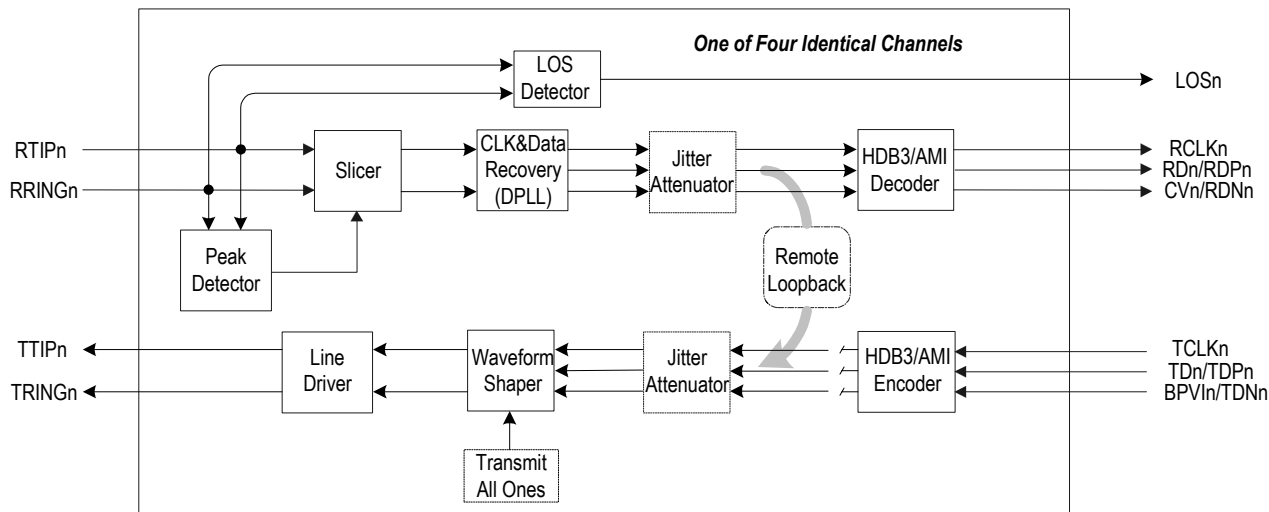 One of Four Identical Channels
LOS
Detector
LOSn
RTIPn
RRINGn
Slicer
CLK&Data
Recovery
(DPLL)
Jitter
Attenuator
HDB3/AMI
Decoder
RCLKn
RDn/RDPn
CVn/RDNn
Peak
Detector
Remote
Loopback
TTIPn
TRINGn
Line
Driver
Waveform
Shaper
Jitter
Attenuator
HDB3/AMI
Encoder
TCLKn
TDn/TDPn
BPVIn/TDNn
Transmit
All Ones